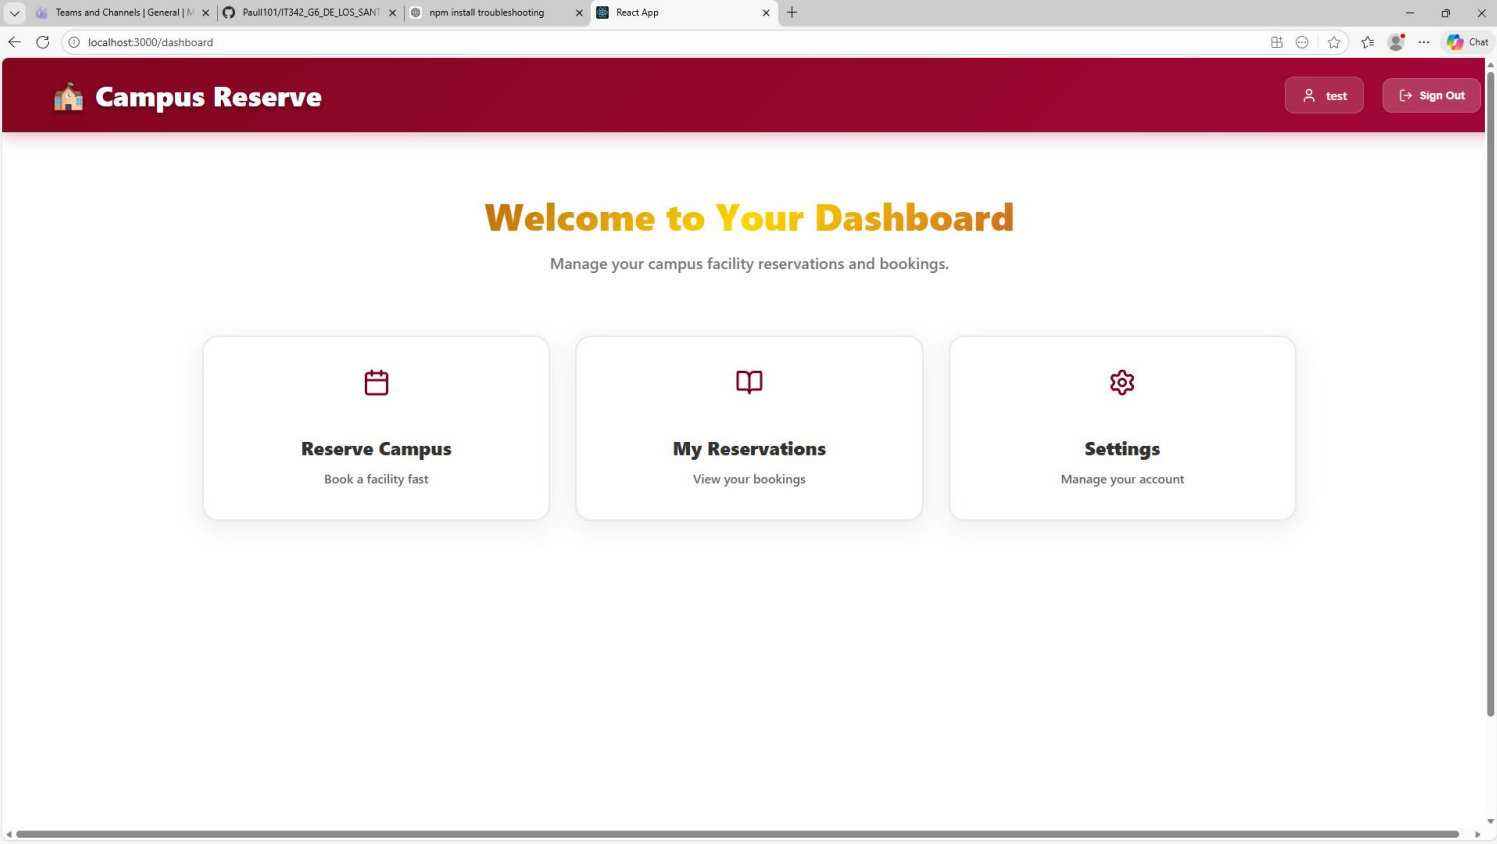 Teams and Channels | General | M
Paull101/IT342_G6_DE_LOS_SANT
npm install troubleshooting
React App
localhost:3000/dashboard
Chat
Campus Reserve
test
Sign Out
Welcome to Your Dashboard
Manage your campus facility reservations and bookings.
Reserve Campus
Book a facility fast
My Reservations
View your bookings
Settings
Manage your account